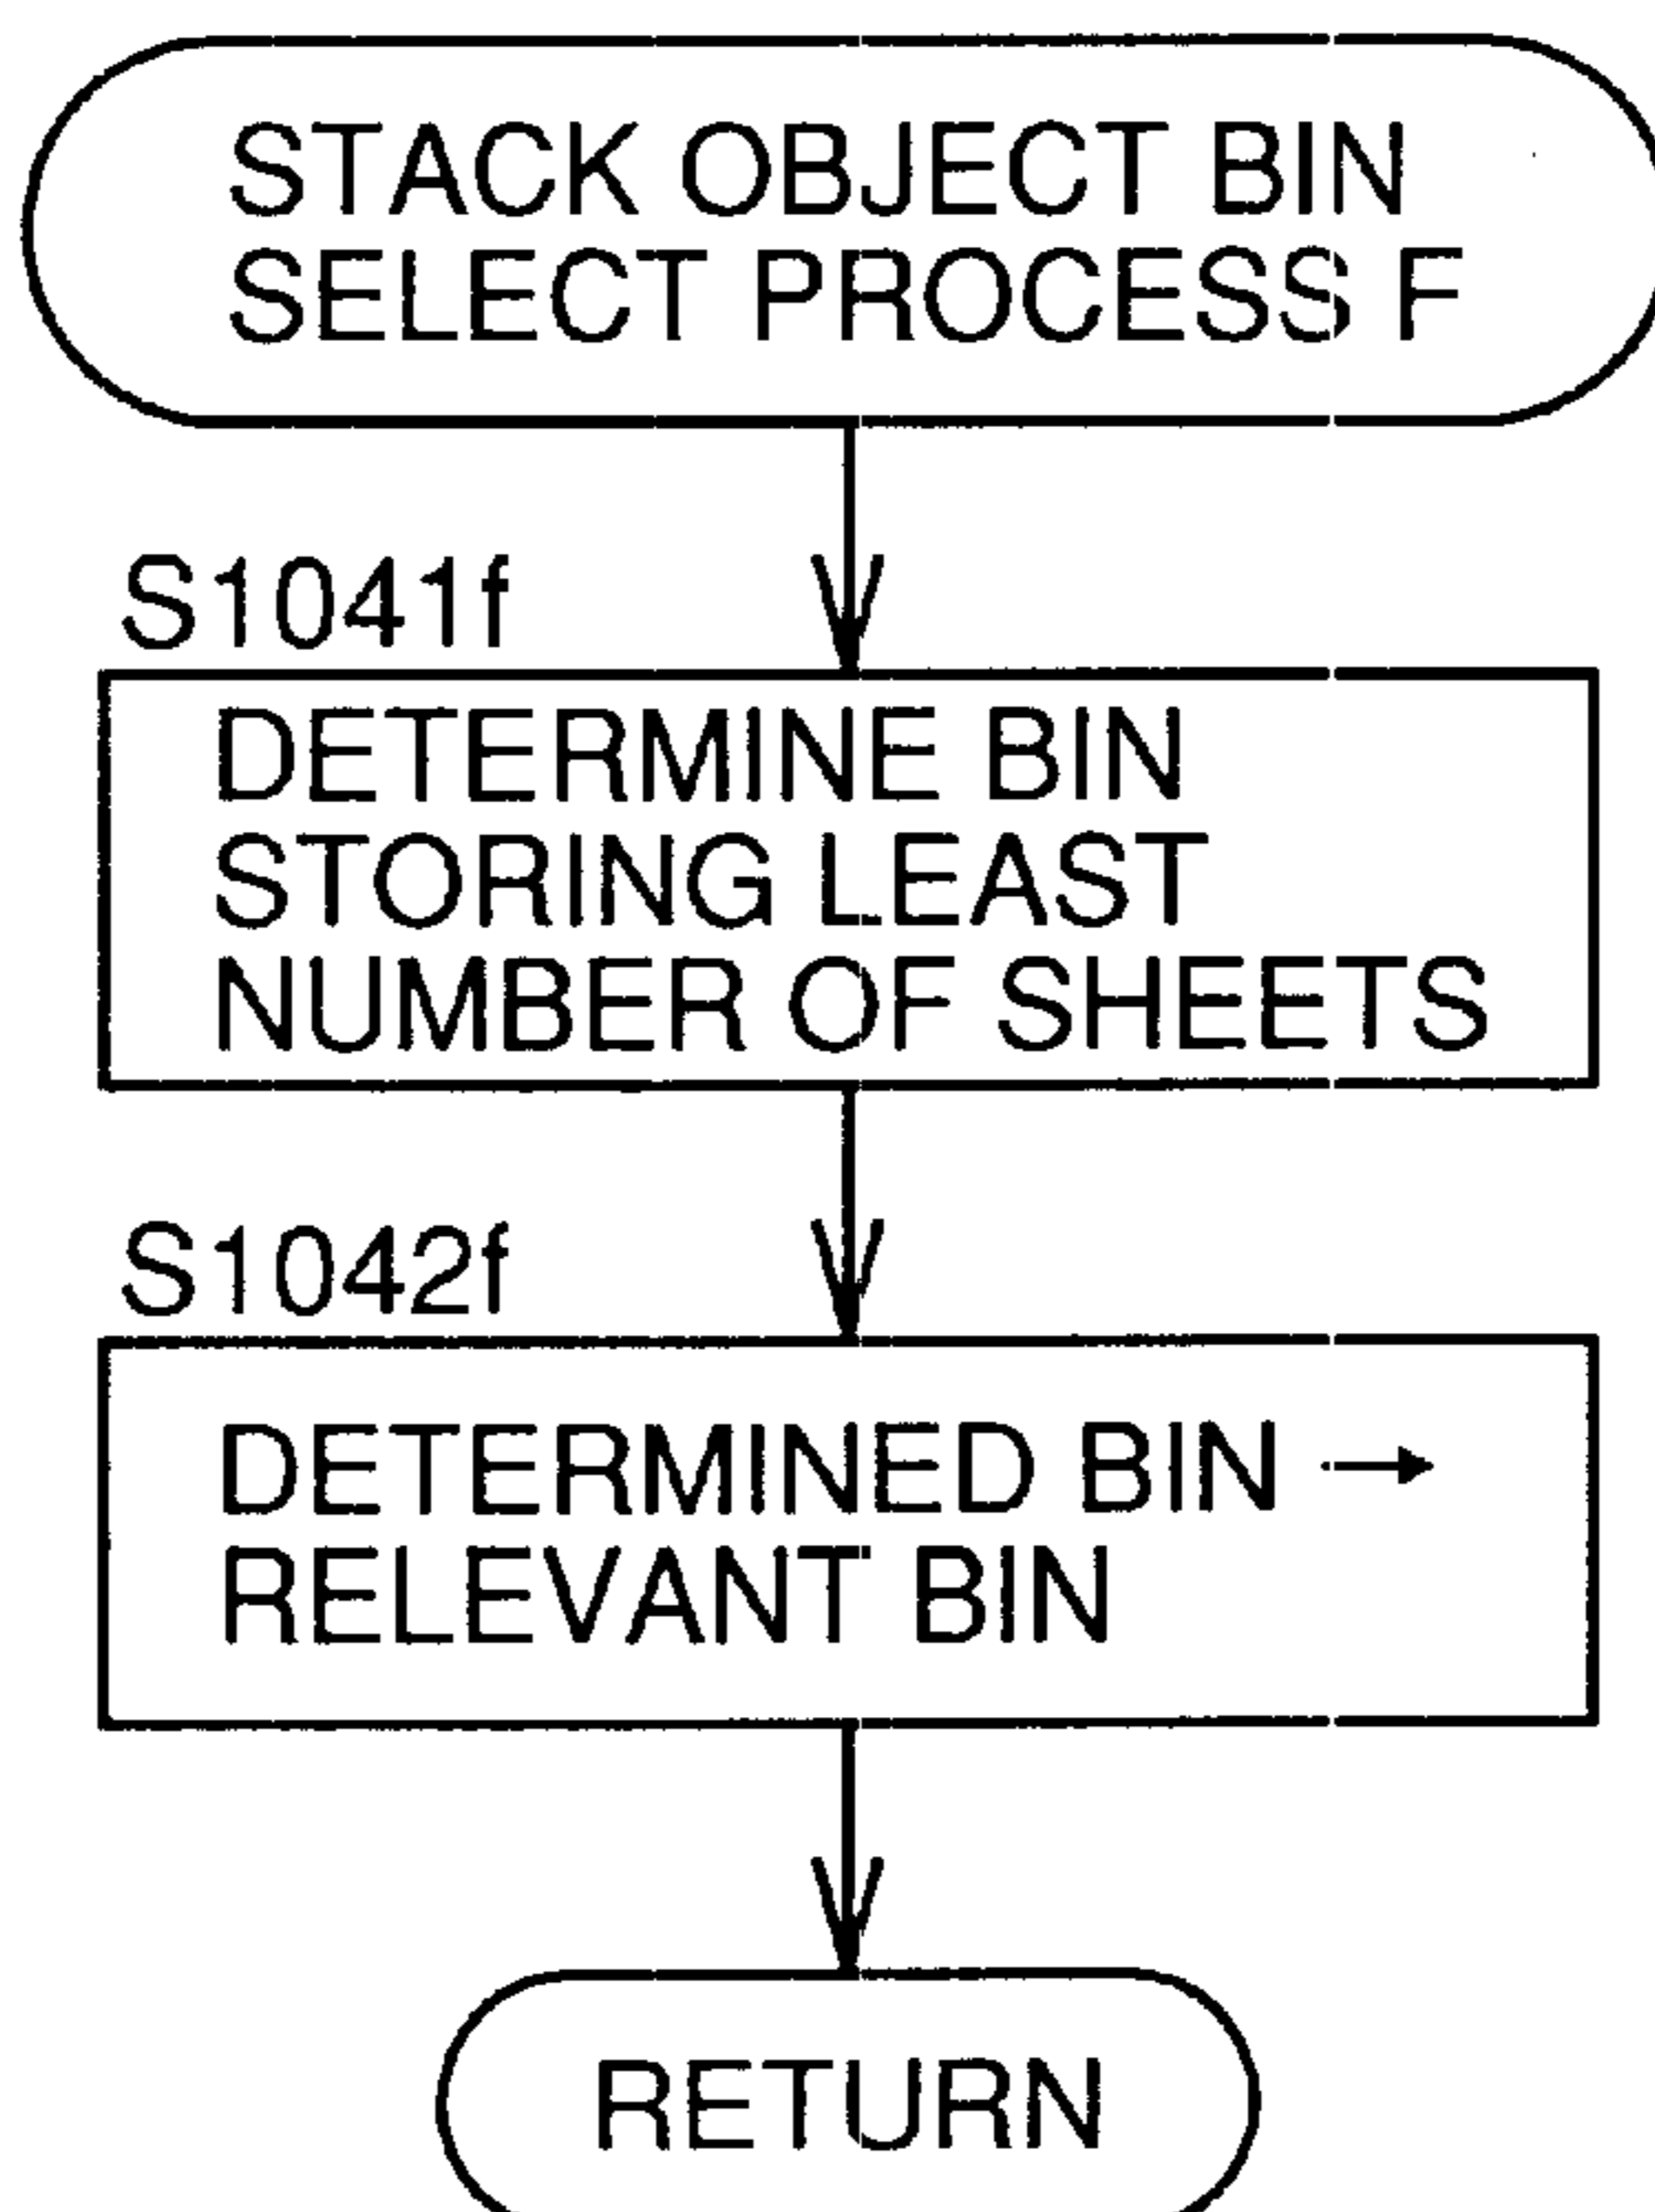 STACK OBJECT BIN
SELECT PROCESS F
S1041f
DETERMINE BIN
STORING LEAST
NUMBER OF SHEETS
S1042f
DETERMINED BIN →
RELEVANT BIN
RETURN